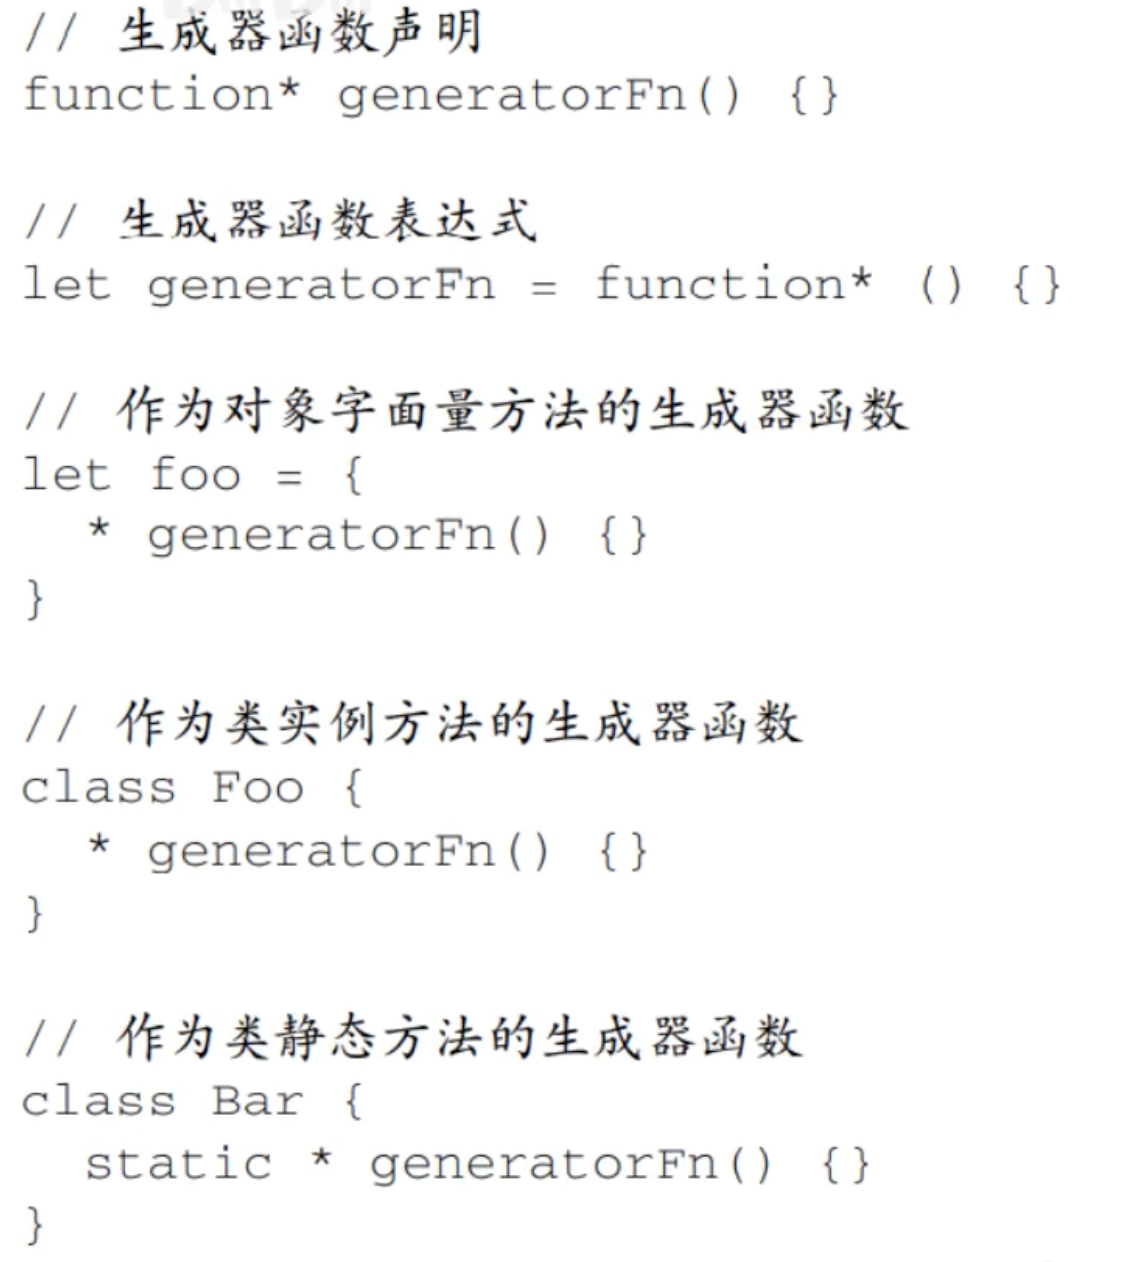 // 生成器函数声明
function* generatorFn() {}
// 生成器函数表达式
let generatorFn = function* () {}
// 作为对象字面量方法的生成器函数
let foo = {
  * generatorFn() {}
}
// 作为类实例方法的生成器函数
class Foo {
  * generatorFn() {}
}
// 作为类静态方法的生成器函数
class Bar {
  static * generatorFn() {}
}